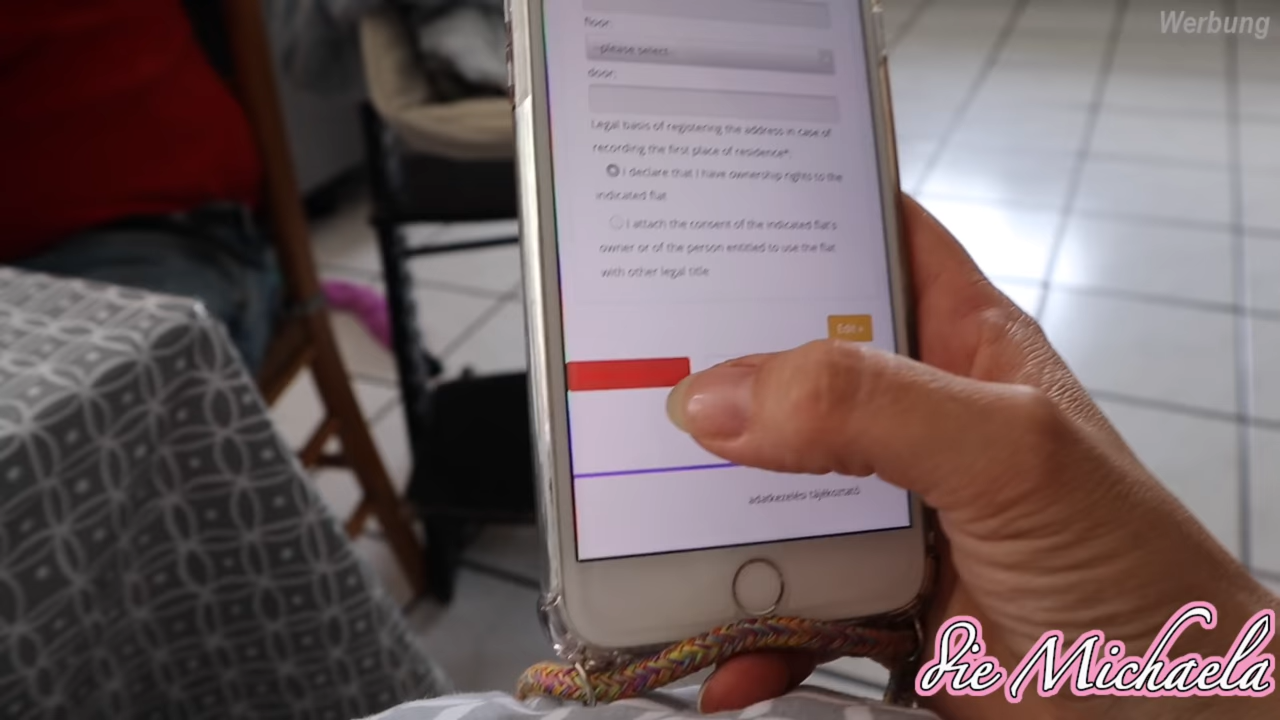 Werbung
floor:
--please select--
door:
Legal basis of registering the address in case of
recording the first place of residence*:
I declare that I have ownership rights to the
indicated flat
I attach the consent of the indicated flat's
owner or of the person entitled to use the flat
with other legal title
Edit »
adatkezelési tájékoztató
die Michaela